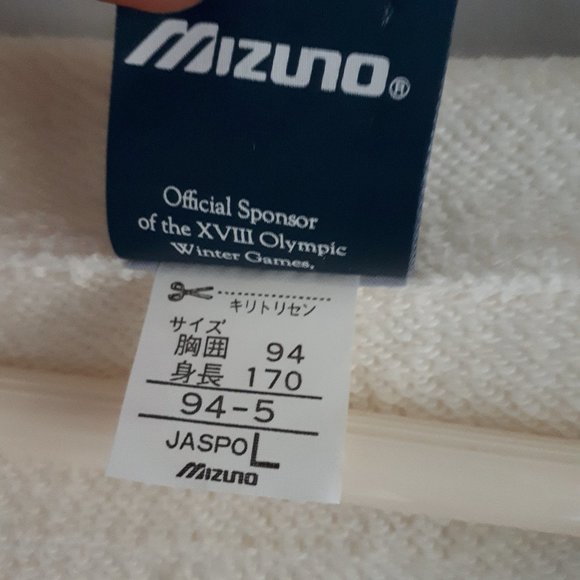 MIZUNO®
Official Sponsor
of the XVIII Olympic
Winter Games,
キリトリセン
サイズ
胸囲 94
身長 170
94-5
JASPO L
MIZUNO